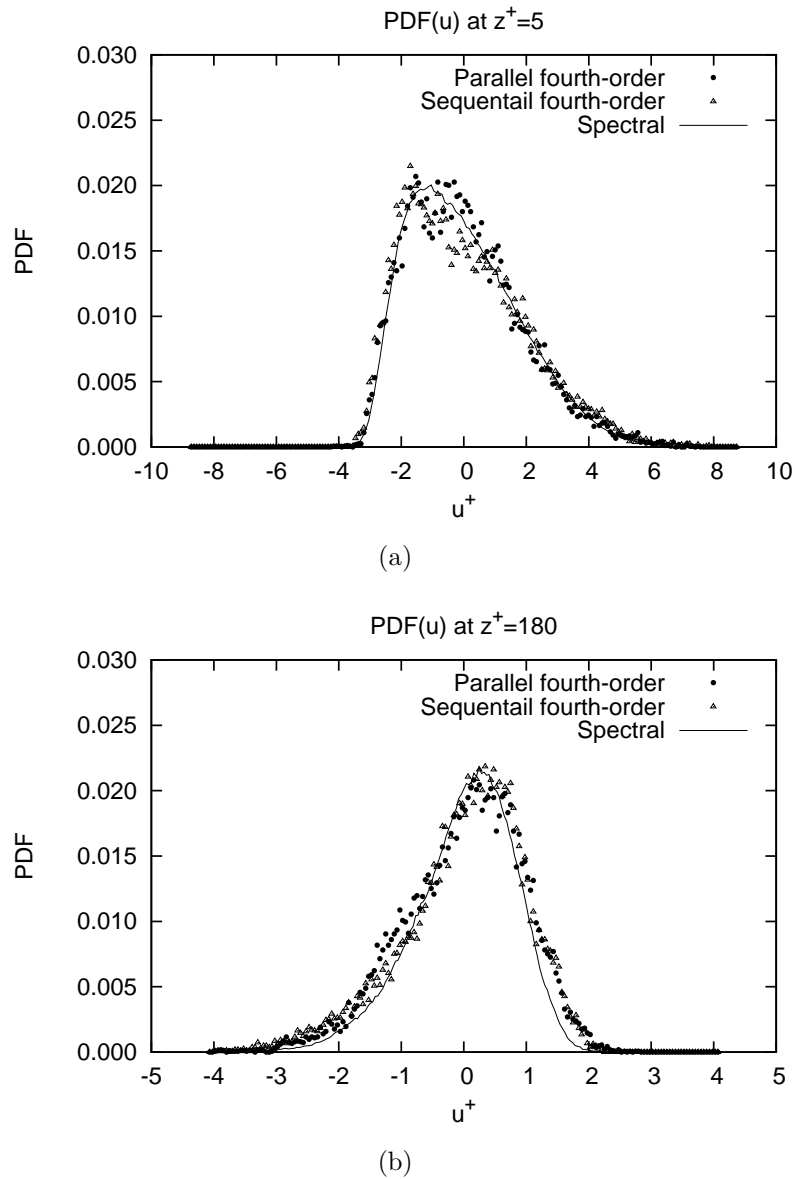 PDF(u) at z+=5
0.030
Parallel fourth-order
0.025
Sequentail fourth-order
Spectral
0.020
PDF
0.015
0.010
0.005
0.000
-10 -8 -6 -4 -2 0 2 4 6 8 10
u+
(a)
PDF(u) at z+=180
0.030
Parallel fourth-order
0.025
Sequentail fourth-order
Spectral
0.020
PDF
0.015
0.010
0.005
0.000
-5 -4 -3 -2 -1 0 1 2 3 4 5
u+
(b)